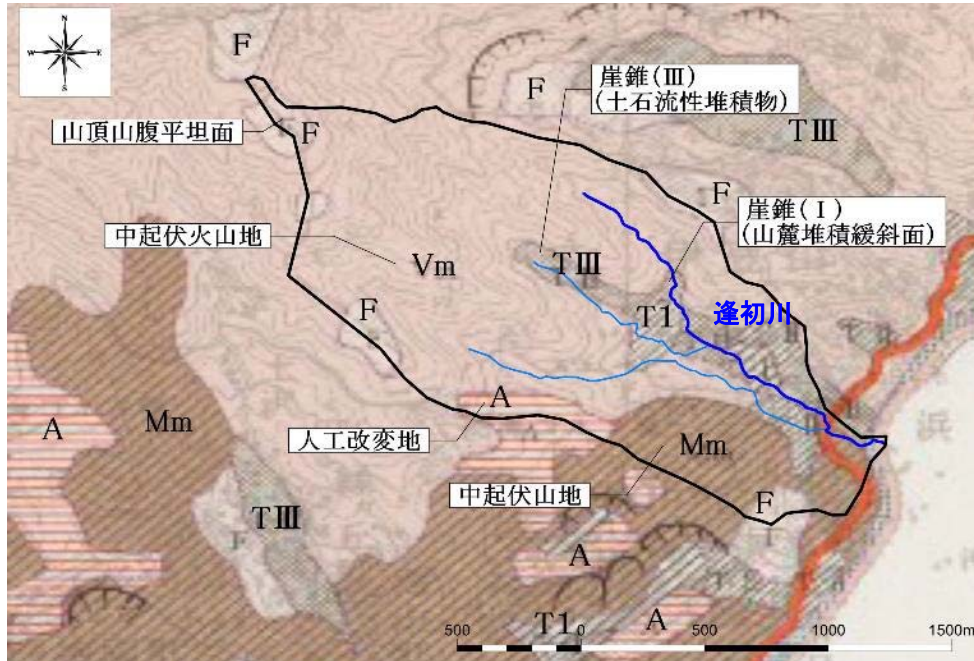 N
W
E
S
F
F
崖錐(Ⅲ)
(土石流性堆積物)
山頂山腹平坦面
F
TⅢ
F
崖錐(Ⅰ)
(山麓堆積緩斜面)
中起伏火山地
Vm
TⅢ
T1
逢初川
F
A
A
Mm
人工改変地
Mm
浜
中起伏山地
F
TⅢ
A
T1
A
500
0
500
1000
1500m